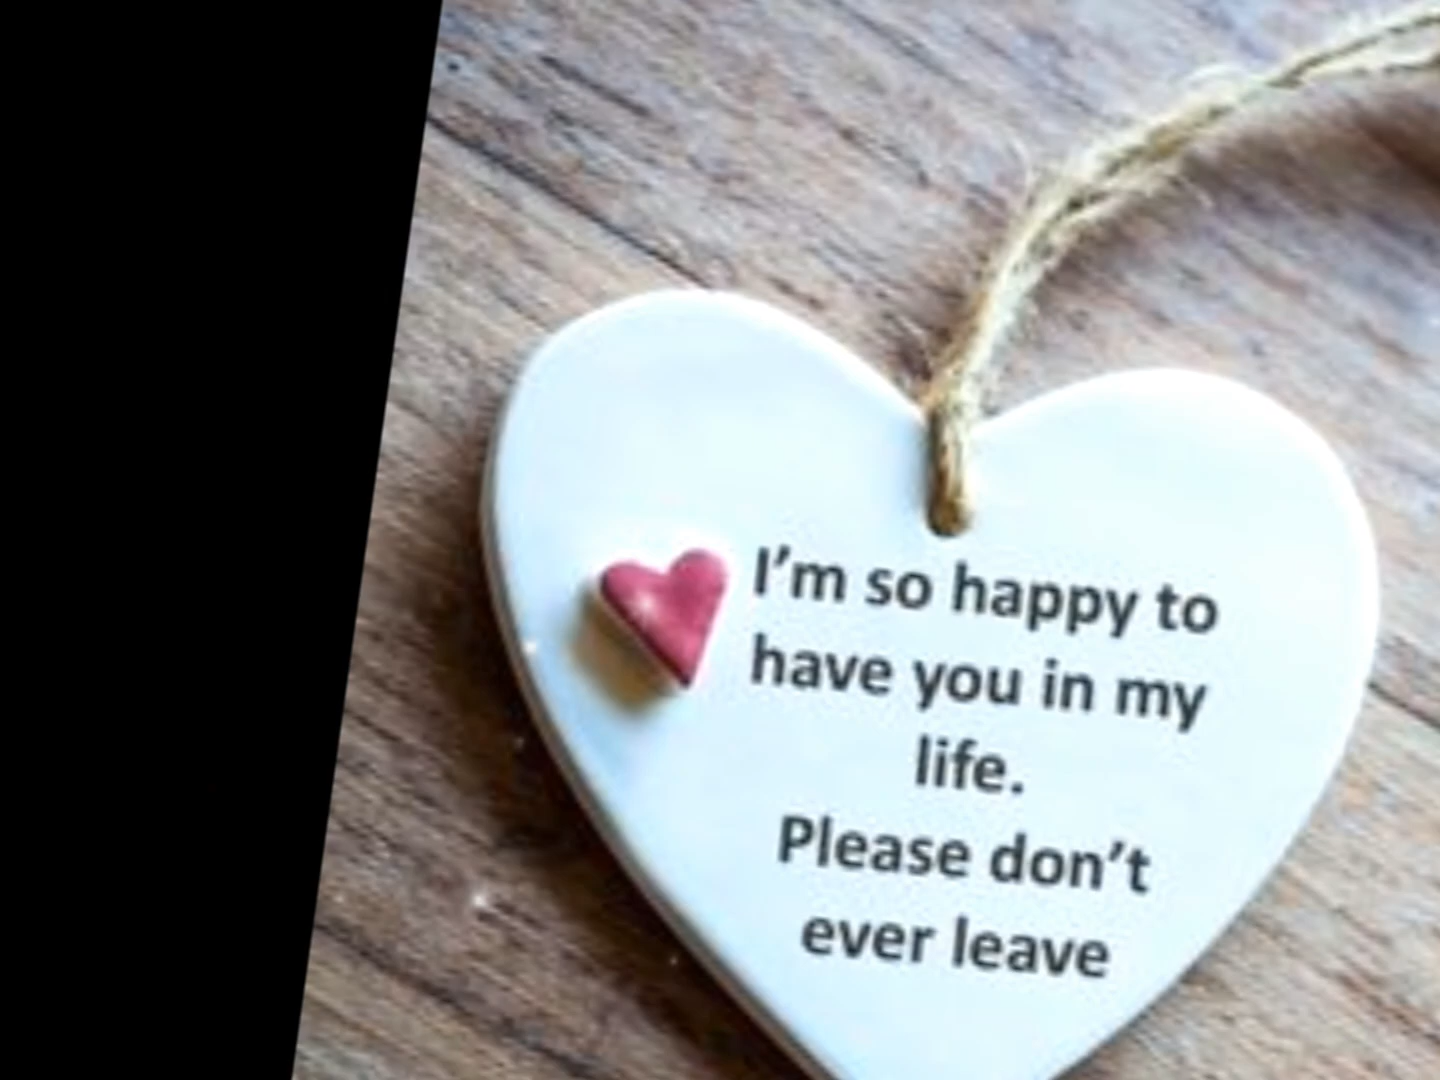 I’m so happy to
have you in my
life.
Please don’t
ever leave